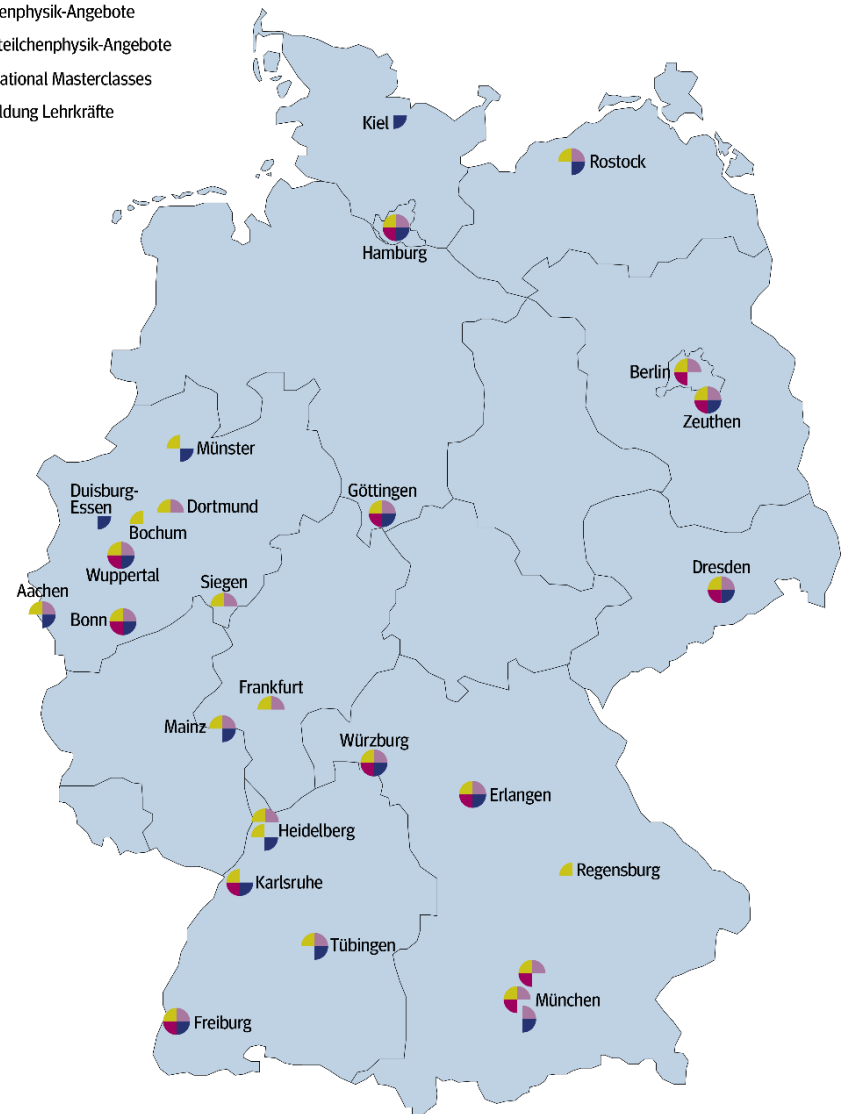 enphysik-Angebote
teilchenphysik-Angebote
ational Masterclasses
ldung Lehrkräfte
Kiel
Rostock
Hamburg
Berlin
Zeuthen
Münster
Duisburg-
Essen
Dortmund
Göttingen
Bochum
Wuppertal
Dresden
Aachen
Siegen
Bonn
Frankfurt
Mainz
Würzburg
Erlangen
Heidelberg
Regensburg
Karlsruhe
Tübingen
München
Freiburg